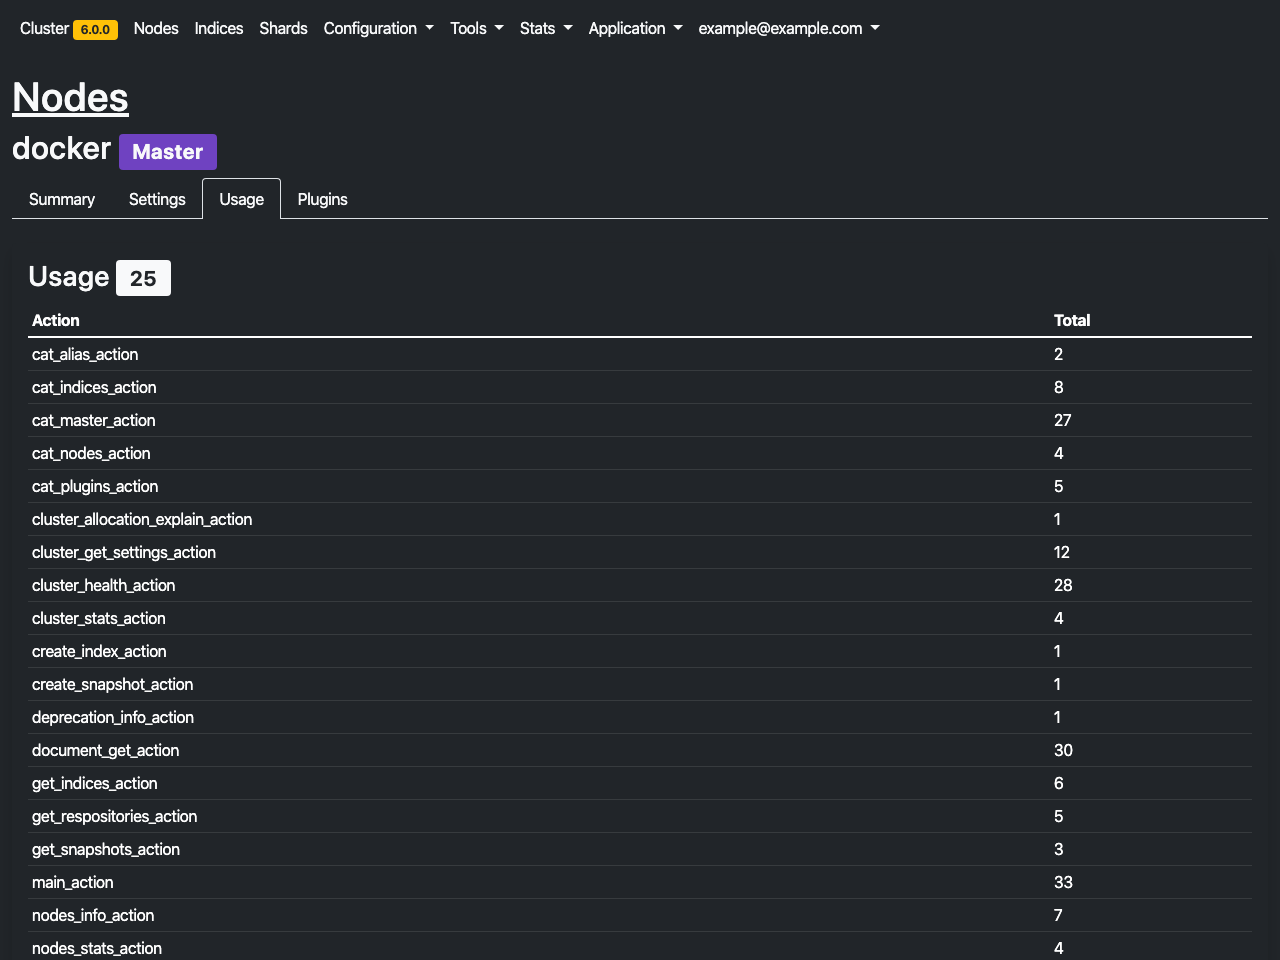 Cluster 6.0.0 Nodes Indices Shards Configuration Tools Stats Application example@example.com
Nodes
docker Master
Summary Settings Usage Plugins
Usage 25
Action Total
cat_alias_action 2
cat_indices_action 8
cat_master_action 27
cat_nodes_action 4
cat_plugins_action 5
cluster_allocation_explain_action 1
cluster_get_settings_action 12
cluster_health_action 28
cluster_stats_action 4
create_index_action 1
create_snapshot_action 1
deprecation_info_action 1
document_get_action 30
get_indices_action 6
get_respositories_action 5
get_snapshots_action 3
main_action 33
nodes_info_action 7
nodes_stats_action 4